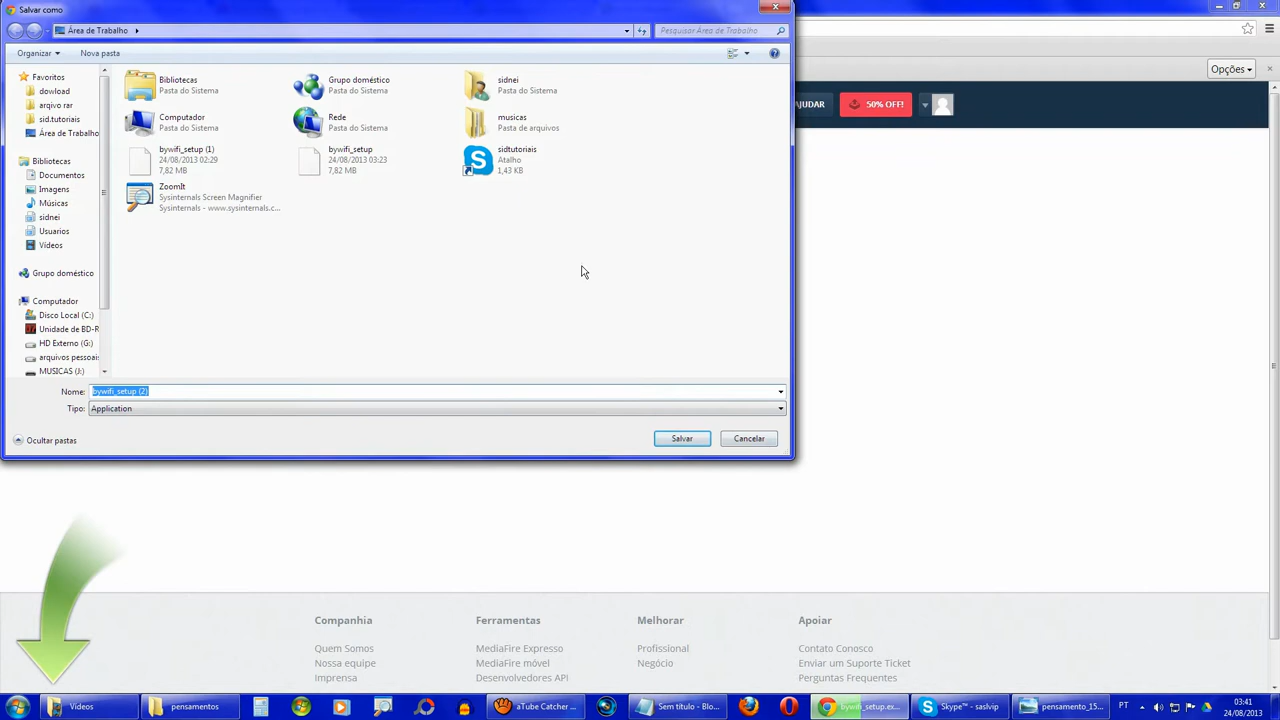 Salvar como
Área de Trabalho
Pesquisar Área de Trabalho
Organizar
Nova pasta
Opções
Favoritos
dowload
arqivo rar
sid.tutoriais
Área de Trabalho
Bibliotecas
Documentos
Imagens
Músicas
sidnei
Usuarios
Vídeos
Grupo doméstico
Computador
Disco Local (C:)
Unidade de BD-R
HD Externo (G:)
arquivos pessoais
MUSICAS (J:)
Bibliotecas
Pasta do Sistema
Grupo doméstico
Pasta do Sistema
sidnei
Pasta do Sistema
Computador
Pasta do Sistema
Rede
Pasta do Sistema
musicas
Pasta de arquivos
bywifi_setup (1)
24/08/2013 02:29
7,82 MB
bywifi_setup
24/08/2013 03:23
7,82 MB
sidtutoriais
Atalho
1,43 KB
ZoomIt
Sysinternals Screen Magnifier
Sysinternals - www.sysinternals.c...
Nome: bywifi_setup (2)
Tipo: Application
Ocultar pastas
Salvar
Cancelar
AJUDAR
50% OFF!
Companhia
Quem Somos
Nossa equipe
Imprensa
Ferramentas
MediaFire Expresso
MediaFire móvel
Desenvolvedores API
Melhorar
Profissional
Negócio
Apoiar
Contato Conosco
Enviar um Suporte Ticket
Perguntas Frequentes
Vídeos
pensamentos
aTube Catcher ...
Sem título - Blo...
bywifi_setup.ex...
Skype™ - saslvip
pensamento_15...
PT
03:41
24/08/2013